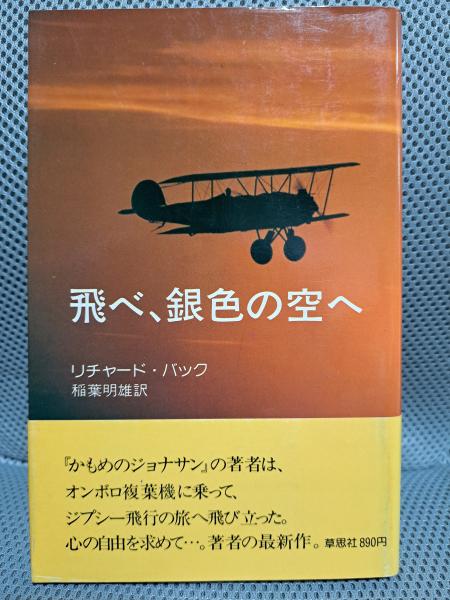 飛べ、銀色の空へ
リチャード・バック
稲葉明雄訳
『かもめのジョナサン』の著者は、
オンボロ複葉機に乗って、
ジプシー飛行の旅へ飛び立った。
心の自由を求めて…。著者の最新作。草思社890円